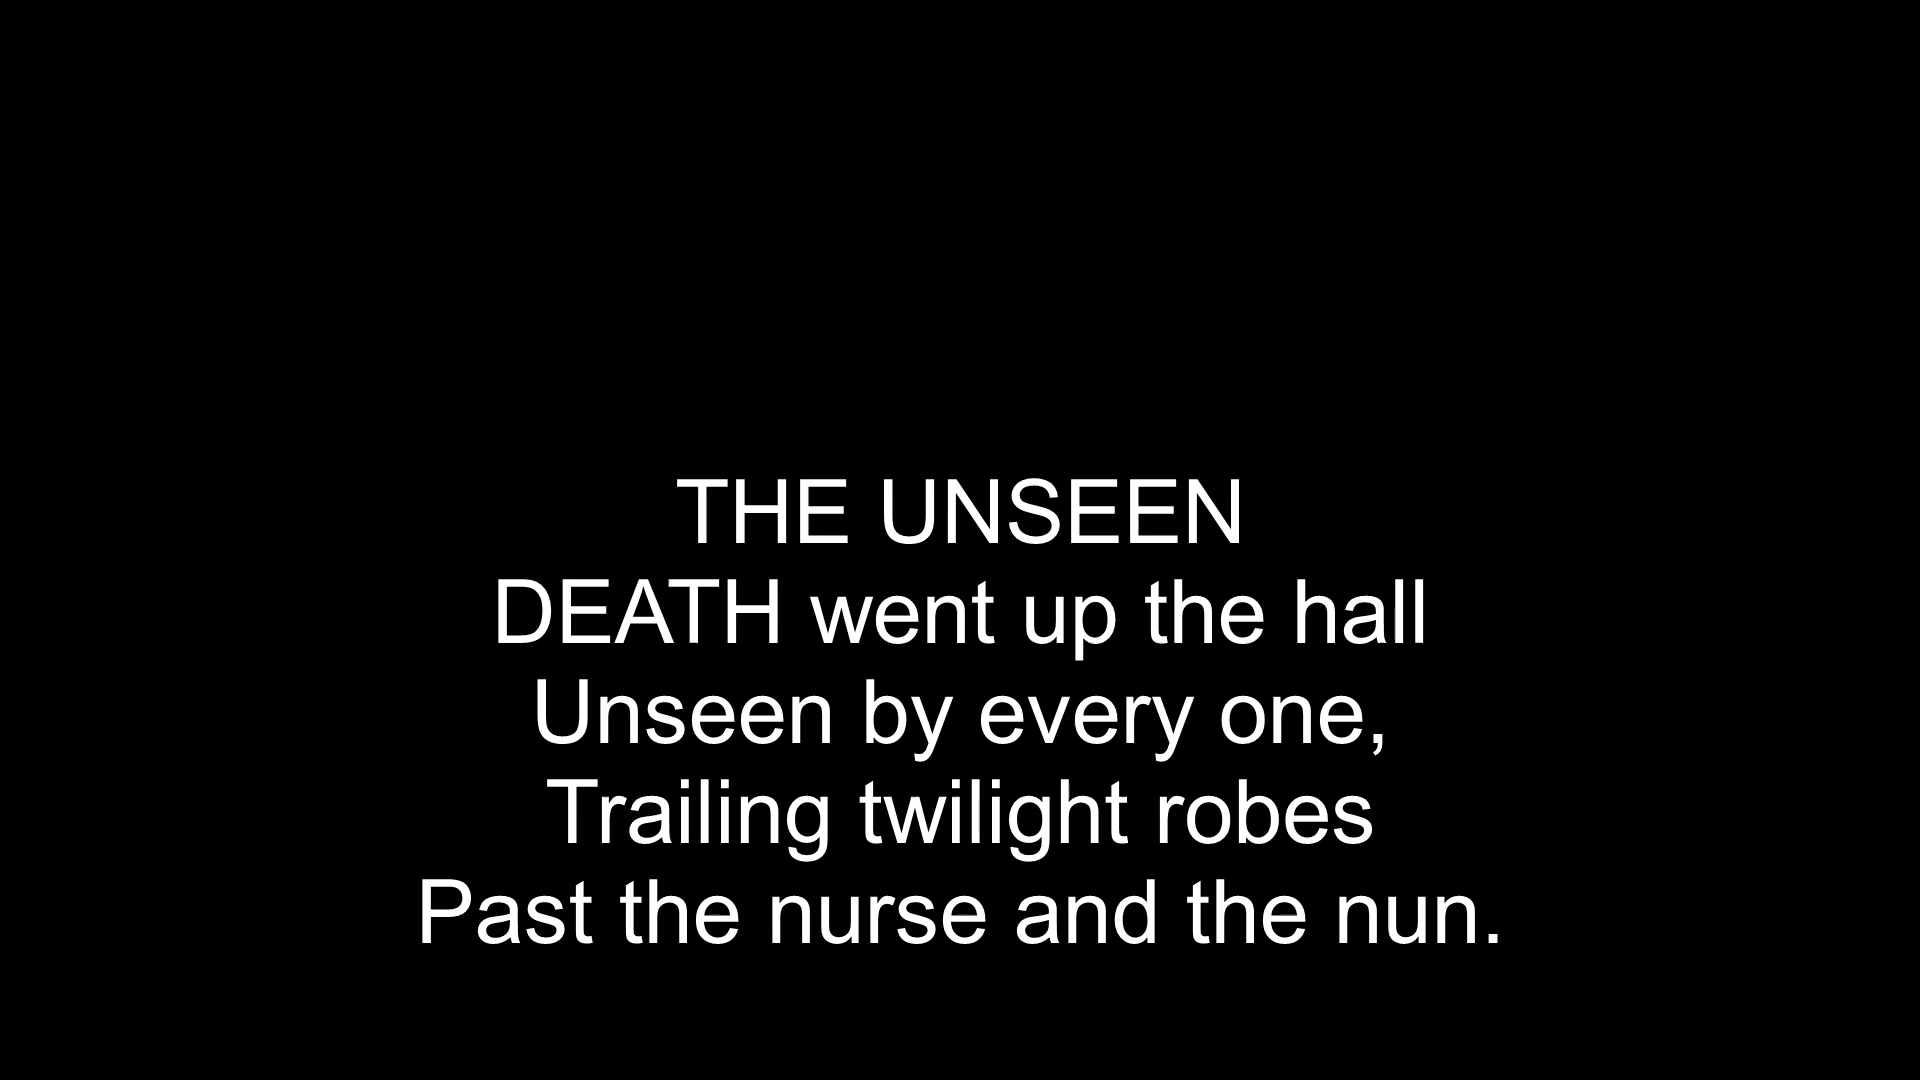 THE UNSEEN
DEATH went up the hall
Unseen by every one,
Trailing twilight robes
Past the nurse and the nun.